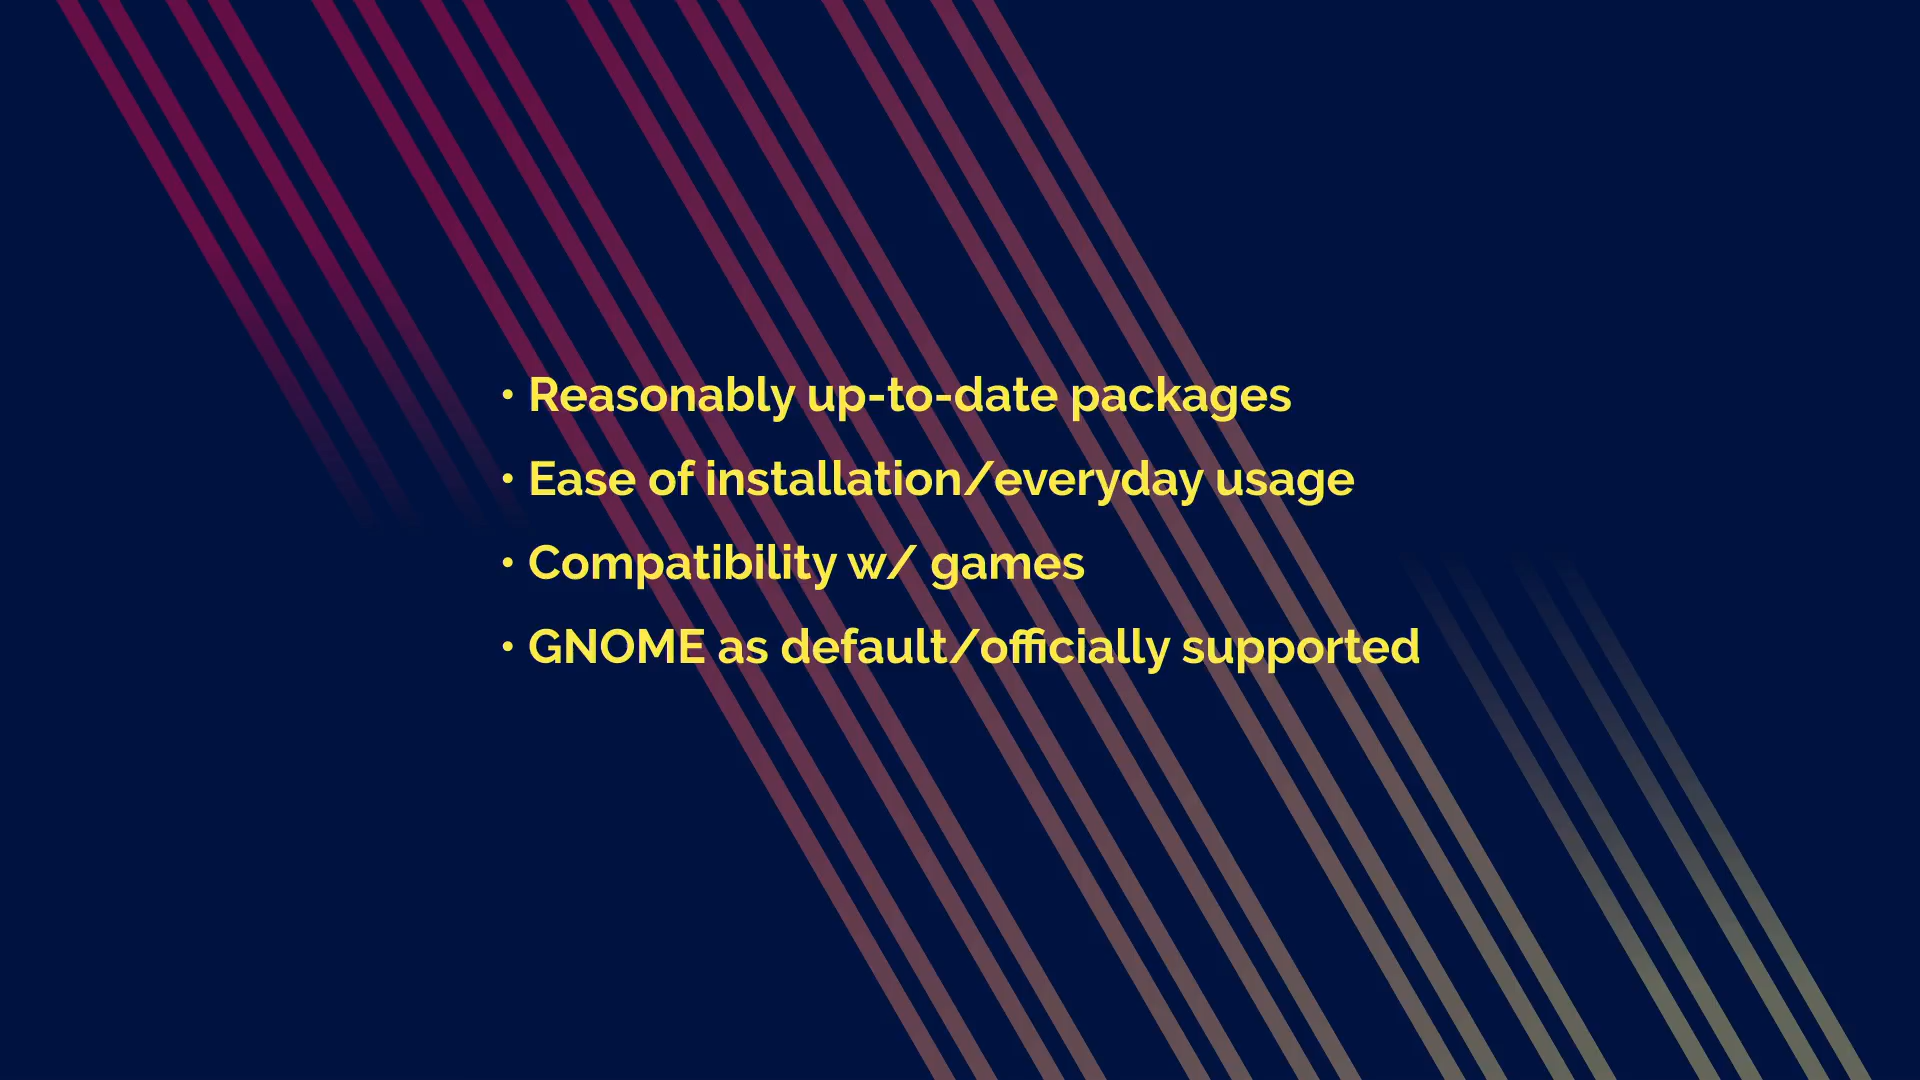 • Reasonably up-to-date packages
• Ease of installation/everyday usage
• Compatibility w/ games
• GNOME as default/officially supported